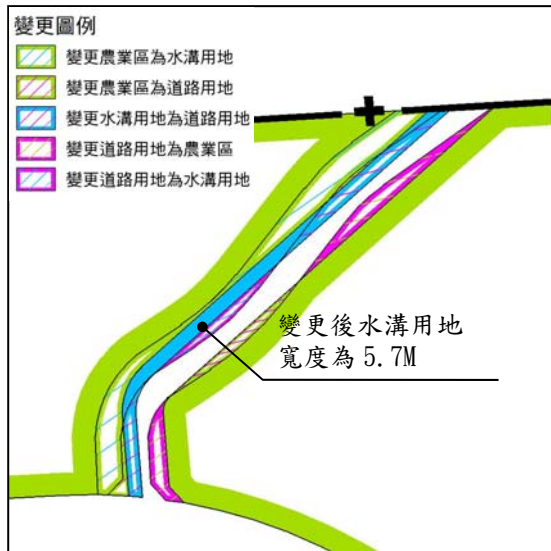 變更圖例
變更農業區為水溝用地
變更農業區為道路用地
變更水溝用地為道路用地
變更道路用地為農業區
變更道路用地為水溝用地
變更後水溝用地
寬度為 5.7M